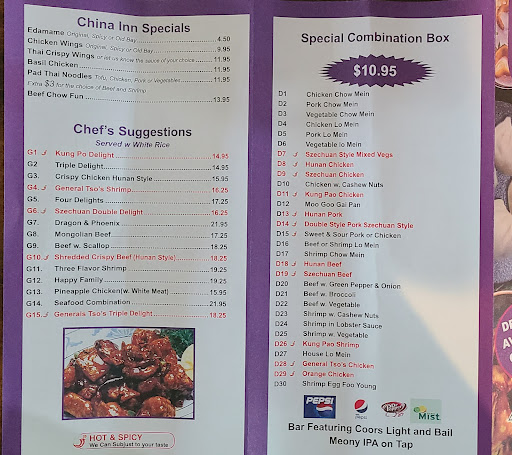 China Inn Specials
Edamame Original, Spicy or Old Bay 4.50
Chicken Wings Original, Spicy or Old Bay 9.95
Thai Crispy Wings or let us know the sauce of your choice 11.95
Basil Chicken 11.95
Pad Thai Noodles Tofu, Chicken, Pork or Vegetables 11.95
Extra $3 for the choice of Beef and Shrimp
Beef Chow Fun 13.95
Chef's Suggestions
Served w White Rice
G1 Kung Po Delight 14.95
G2 Triple Delight 14.95
G3. Crispy Chicken Hunan Style 15.95
G4. General Tso's Shrimp 16.25
G5. Four Delights 17.25
G6. Szechuan Double Delight 16.25
G7. Dragon & Phoenix 21.95
G8. Mongolian Beef 17.25
G9. Beef w. Scallop 18.25
G10. Shredded Crispy Beef (Hunan Style) 18.25
G11. Three Flavor Shrimp 19.25
G12. Happy Family 19.25
G13. Pineapple Chicken(w. White Meat) 15.95
G14. Seafood Combination 21.95
G15. Generals Tso's Triple Delight 18.25
HOT & SPICY
We Can Subjust to your taste
Special Combination Box
$10.95
D1 Chicken Chow Mein
D2 Pork Chow Mein
D3 Vegetable Chow Mein
D4 Chicken Lo Mein
D5 Pork Lo Mein
D6 Vegetable lo Mein
D7 Szechuan Style Mixed Vegs
D8 Hunan Chicken
D9 Szechuan Chicken
D10 Chicken w. Cashew Nuts
D11 Kung Pao Chicken
D12 Moo Goo Gai Pan
D13 Hunan Pork
D14 Double Style Pork Szechuan Style
D15 Sweet & Sour Pork or Chicken
D16 Beef or Shrimp Lo Mein
D17 Shrimp Chow Mein
D18 Hunan Beef
D19 Szechuan Beef
D20 Beef w. Green Pepper & Onion
D21 Beef w. Broccoli
D22 Beef w. Vegetable
D23 Shrimp w. Cashew Nuts
D24 Shrimp in Lobster Sauce
D25 Shrimp w. Vegetable
D26 Kung Pao Shrimp
D27 House Lo Mein
D28 General Tso's Chicken
D29 Orange Chicken
D30 Shrimp Egg Foo Young
PEPSI
Mist
Bar Featuring Coors Light and Bail
Meony IPA on Tap